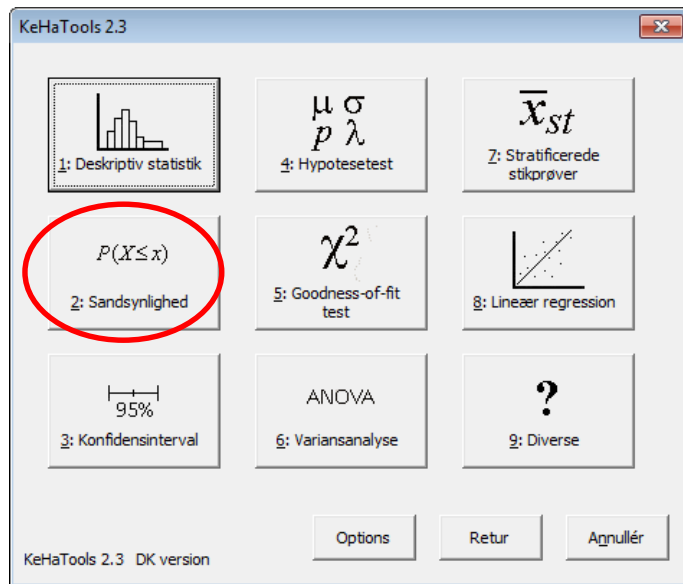 KeHaTools 2.3
1: Deskriptiv statistik
μ σ
p λ
4: Hypotesetest
x̅st
7: Stratificerede
stikprøver
P(X≤x)
2: Sandsynlighed
χ²
5: Goodness-of-fit
test
8: Lineær regression
95%
3: Konfidensinterval
ANOVA
6: Variansanalyse
?
9: Diverse
Options
Retur
Annullér
KeHaTools 2.3 DK version